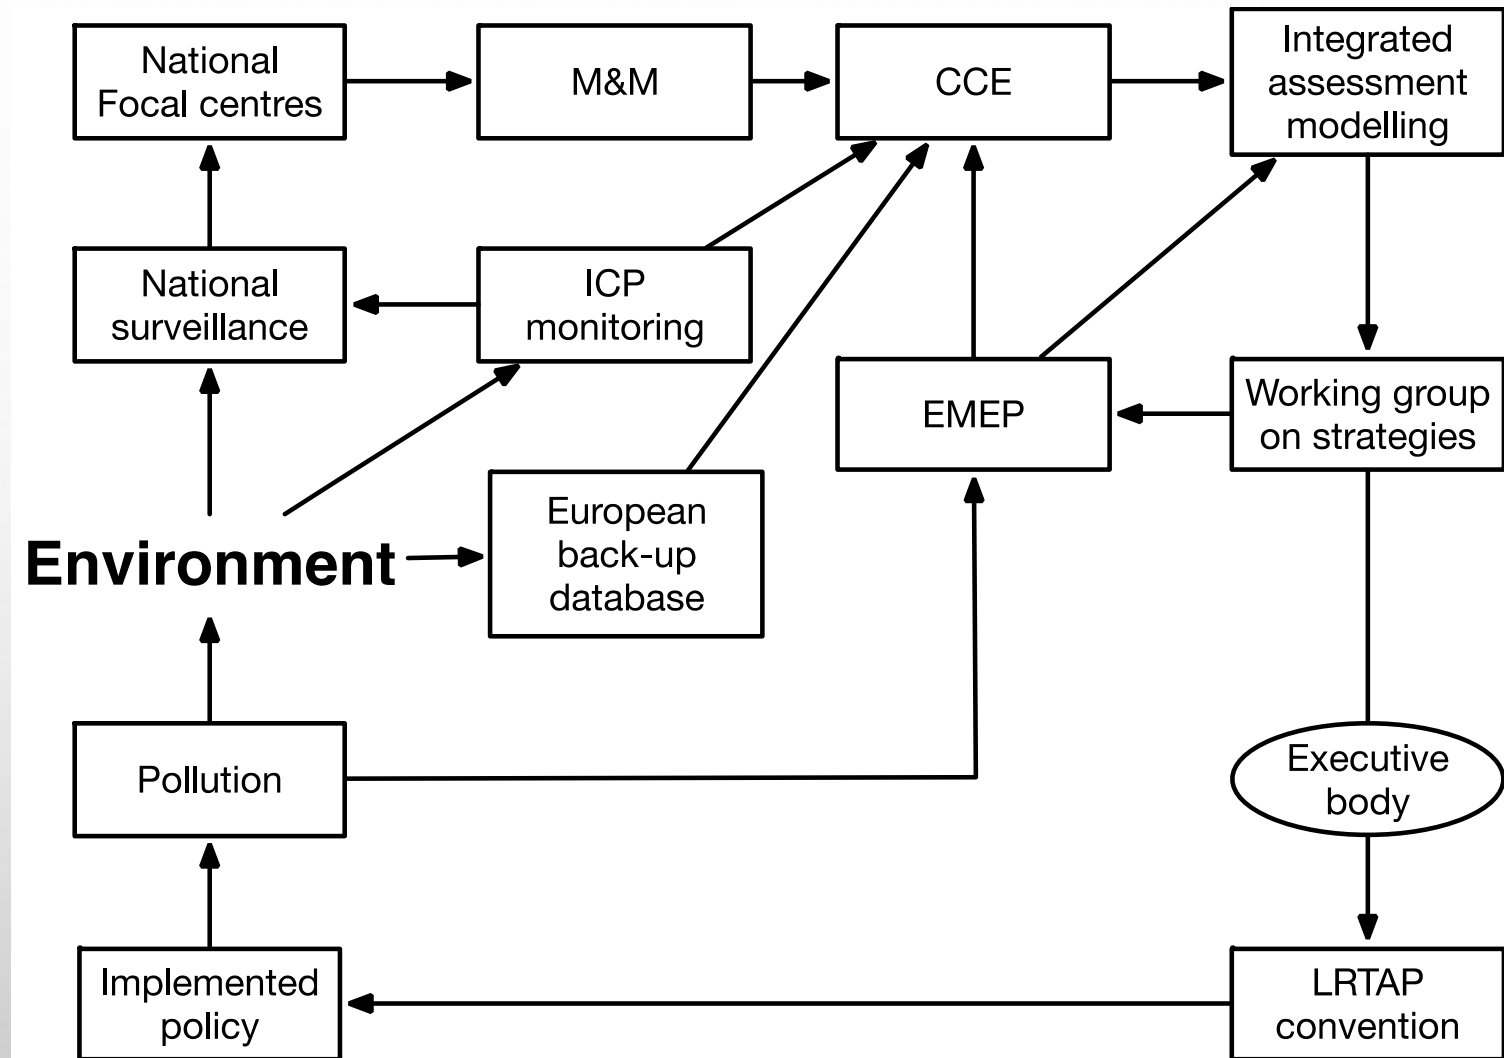 National
Focal centres
M&M
CCE
Integrated
assessment
modelling
National
surveillance
ICP
monitoring
EMEP
Working group
on strategies
European
back-up
database
Environment
Pollution
Executive
body
Implemented
policy
LRTAP
convention